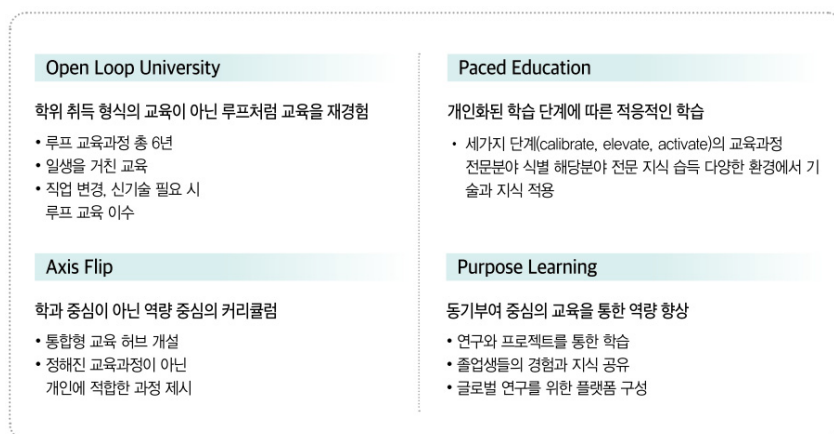 Open Loop University
학위 취득 형식의 교육이 아닌 루프처럼 교육을 재경험
• 루프 교육과정 총 6년
• 일생을 거친 교육
• 직업 변경, 신기술 필요 시
루프 교육 이수
Paced Education
개인화된 학습 단계에 따른 적응적인 학습
• 세가지 단계(calibrate, elevate, activate)의 교육과정
전문분야 식별 해당분야 전문 지식 습득 다양한 환경에서 기
술과 지식 적용
Axis Flip
학과 중심이 아닌 역량 중심의 커리큘럼
• 통합형 교육 허브 개설
• 정해진 교육과정이 아닌
개인에 적합한 과정 제시
Purpose Learning
동기부여 중심의 교육을 통한 역량 향상
• 연구와 프로젝트를 통한 학습
• 졸업생들의 경험과 지식 공유
• 글로벌 연구를 위한 플랫폼 구성